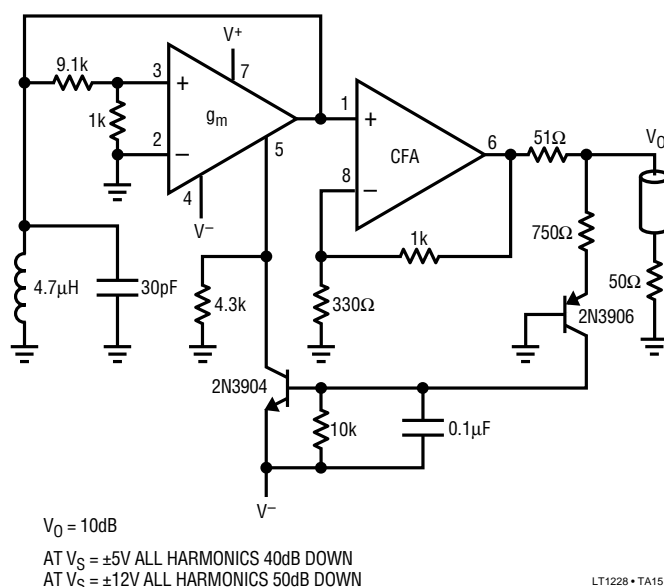 V+
9.1k
3
+
7
1k
gm
1
+
6
51Ω
VO
2
−
5
8
−
CFA
4
V−
1k
750Ω
4.7µH
30pF
4.3k
330Ω
50Ω
2N3906
2N3904
10k
0.1µF
V−
VO = 10dB
AT VS = ±5V ALL HARMONICS 40dB DOWN
AT VS = ±12V ALL HARMONICS 50dB DOWN
LT1228 • TA15